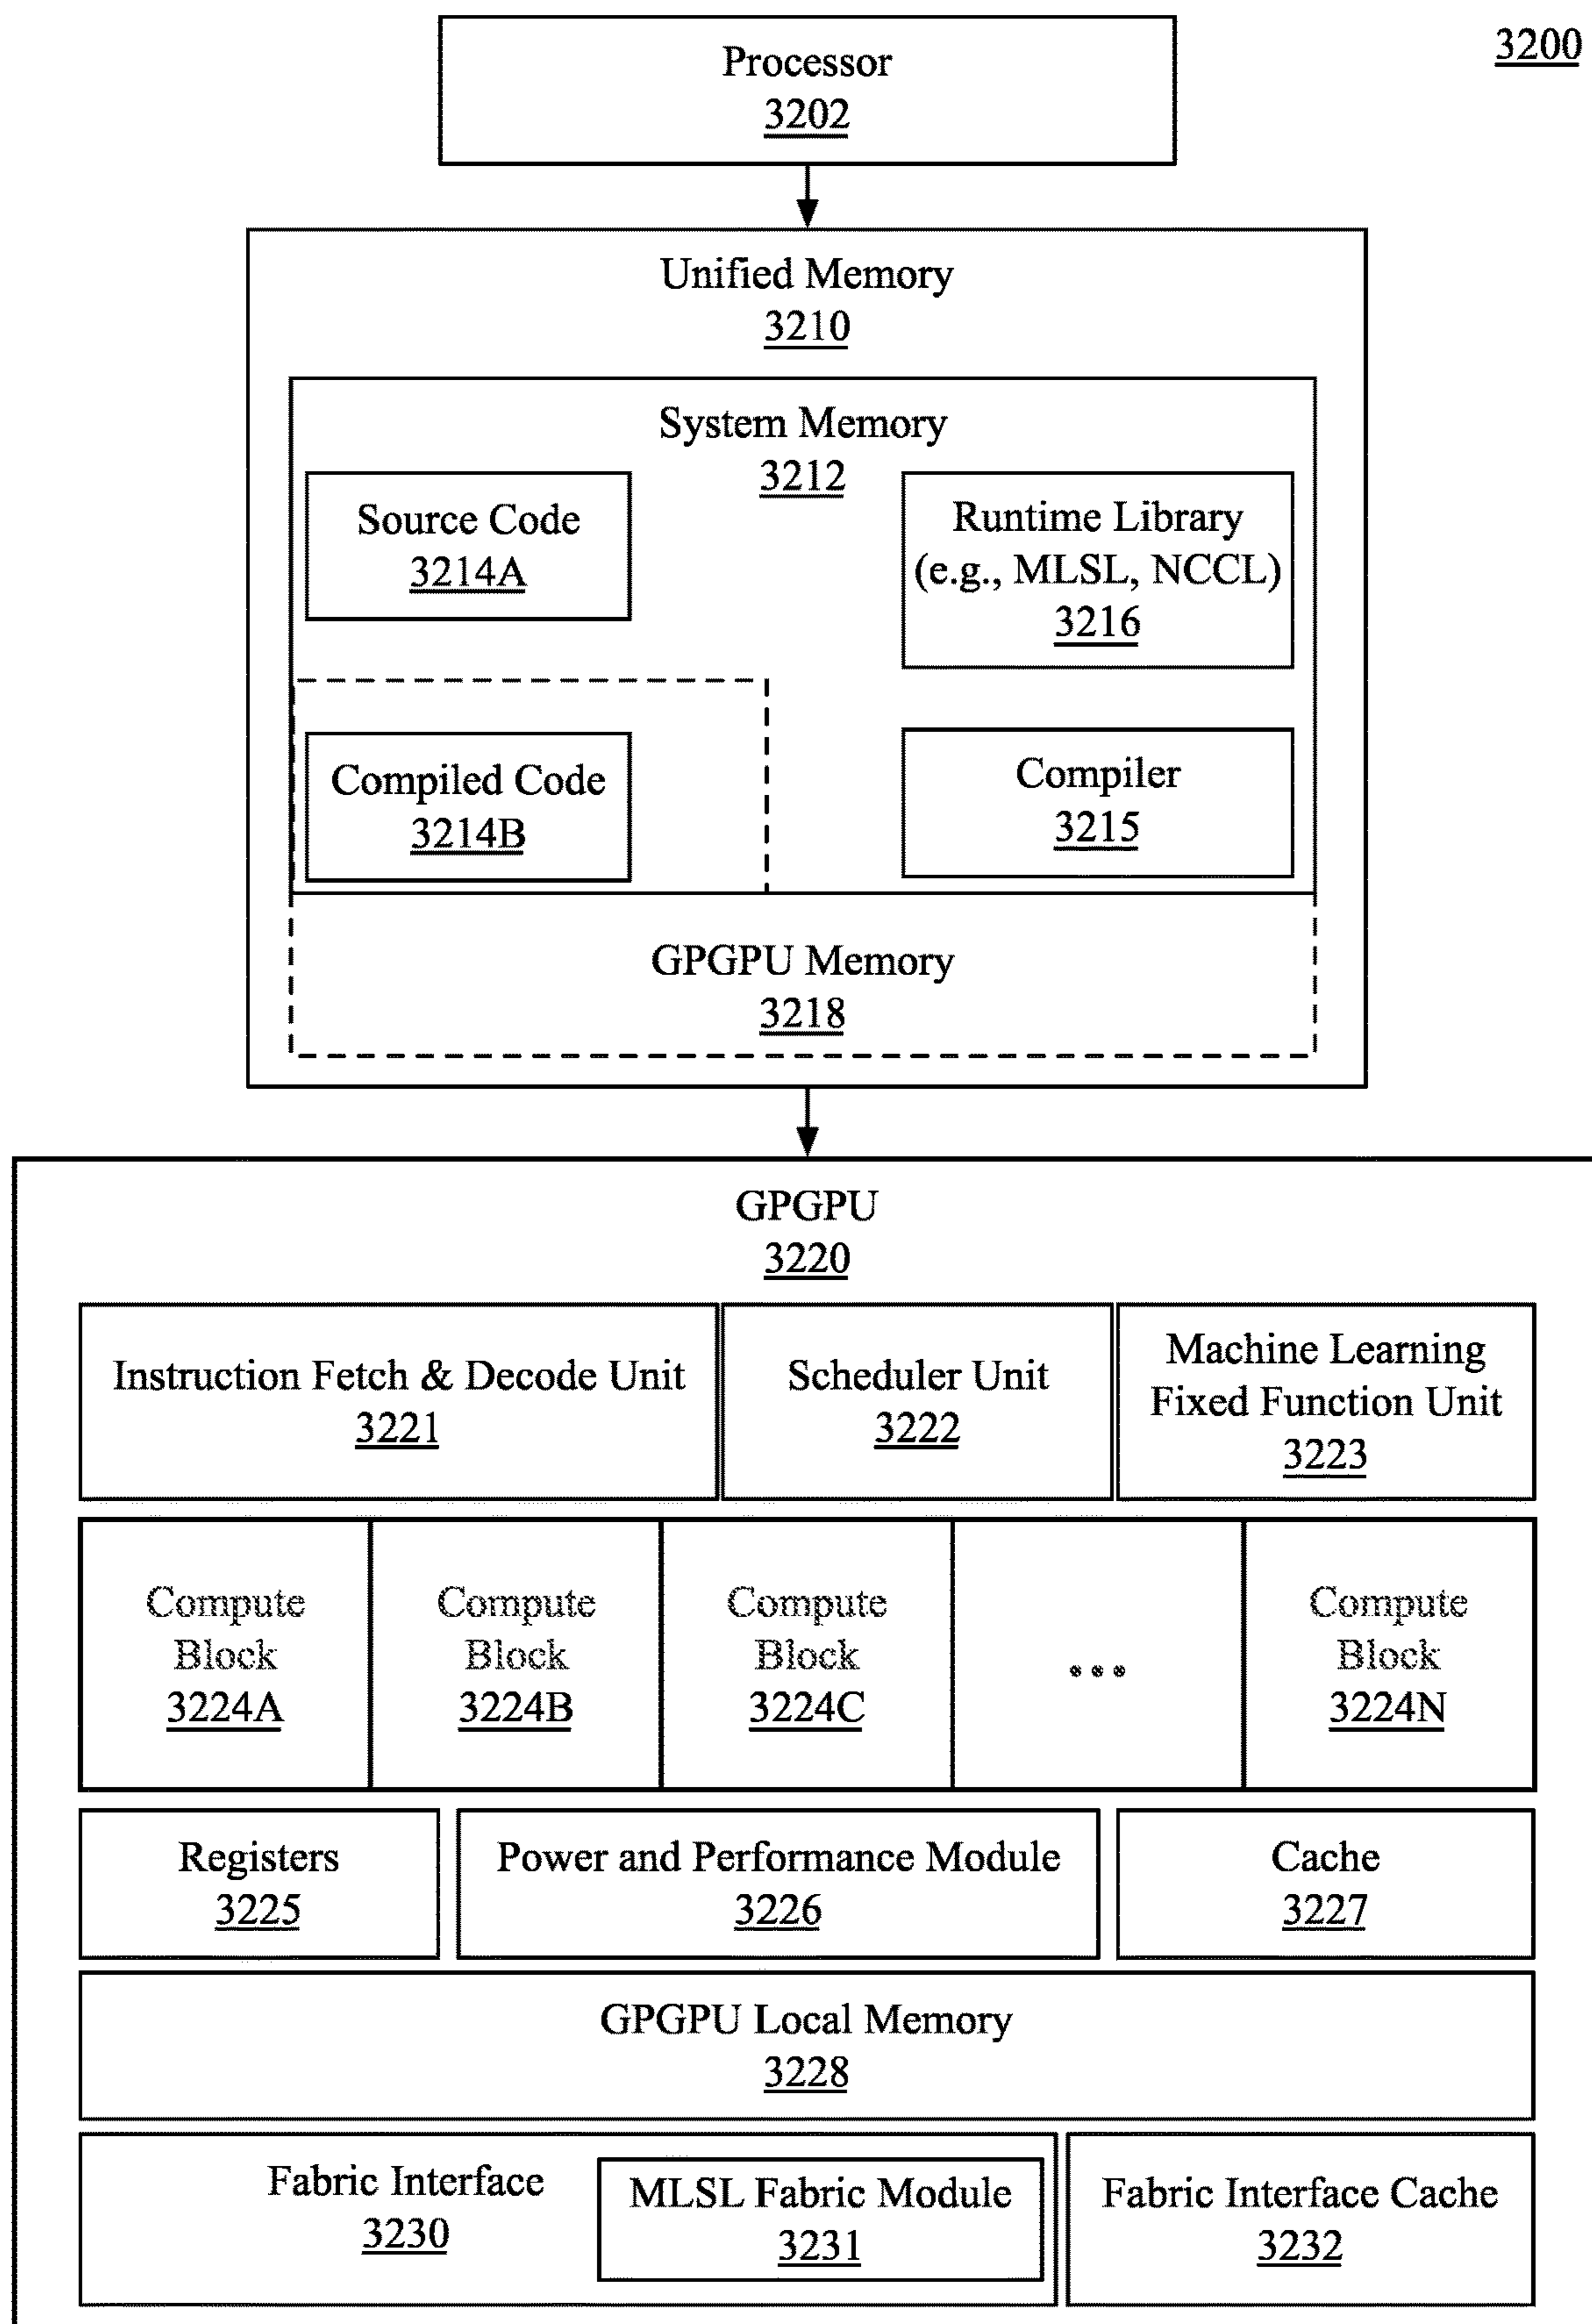 3200
Processor
3202
Unified Memory
3210
System Memory
3212
Source Code
3214A
Runtime Library
(e.g., MLSL, NCCL)
3216
Compiled Code
3214B
Compiler
3215
GPGPU Memory
3218
GPGPU
3220
Instruction Fetch & Decode Unit
3221
Scheduler Unit
3222
Machine Learning
Fixed Function Unit
3223
Compute
Block
3224A
Compute
Block
3224B
Compute
Block
3224C
...
Compute
Block
3224N
Registers
3225
Power and Performance Module
3226
Cache
3227
GPGPU Local Memory
3228
Fabric Interface
3230
MLSL Fabric Module
3231
Fabric Interface Cache
3232